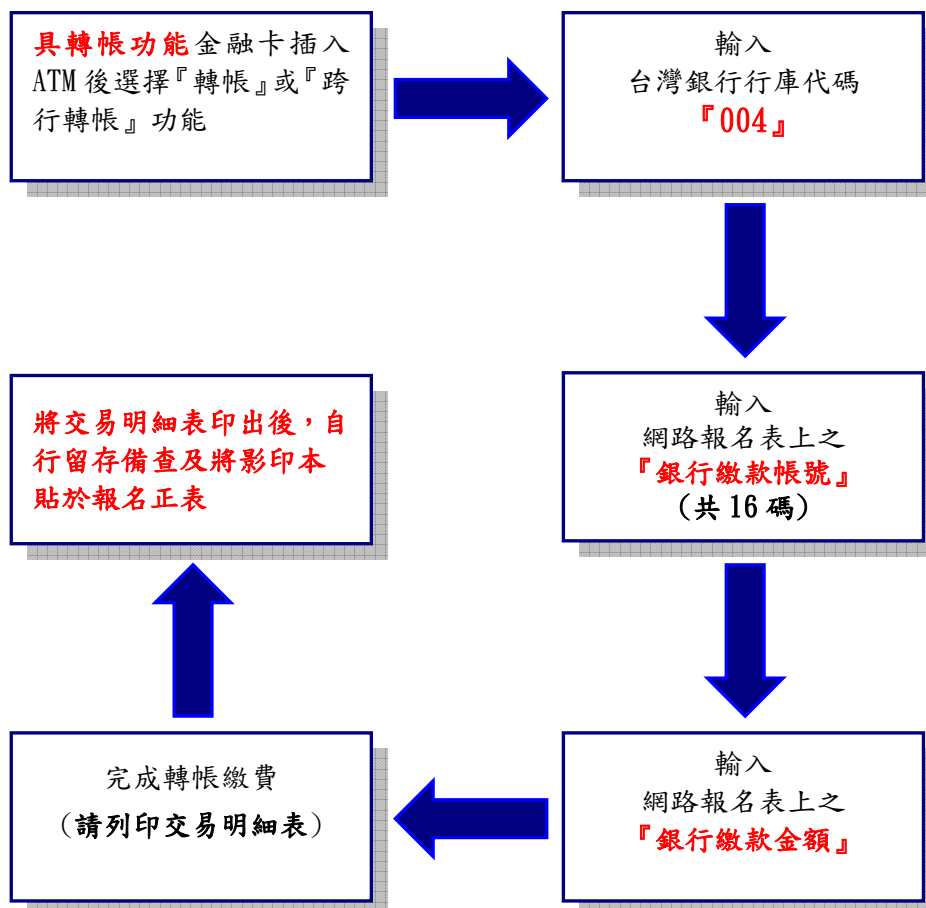 具轉帳功能金融卡插入
ATM後選擇『轉帳』或『跨
行轉帳』功能
輸入
台灣銀行行庫代碼
『004』
輸入
網路報名表上之
『銀行繳款帳號』
(共16碼)
輸入
網路報名表上之
『銀行繳款金額』
完成轉帳繳費
(請列印交易明細表)
將交易明細表印出後，自
行留存備查及將影印本
貼於報名正表